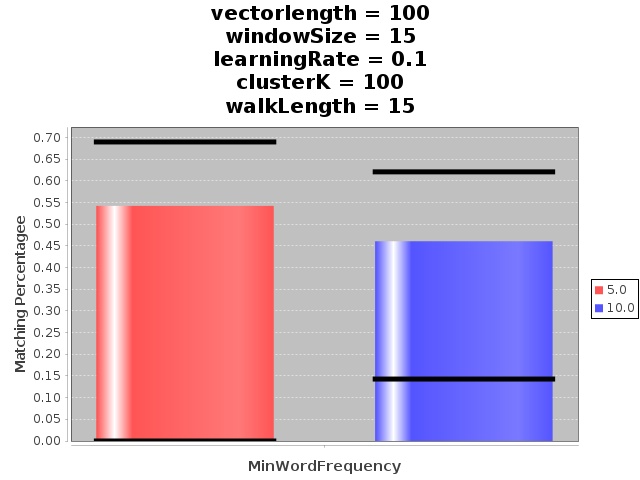 vectorlength = 100
windowSize = 15
learningRate = 0.1
clusterK = 100
walkLength = 15
0.70
0.65
0.60
0.55
0.50
0.45
0.40
0.35
0.30
0.25
0.20
0.15
0.10
0.05
0.00
Matching Percentagee
MinWordFrequency
5.0
10.0